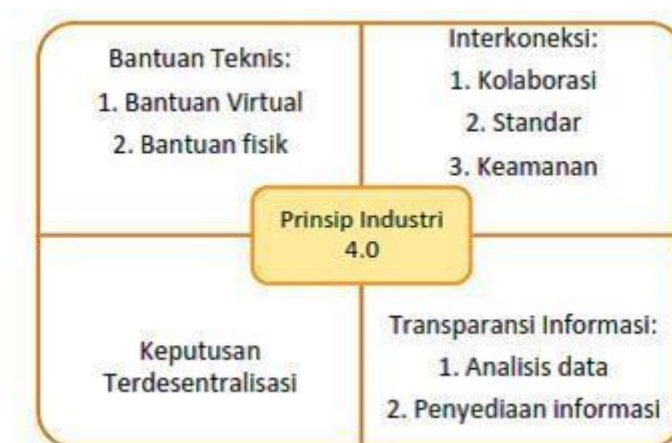 Bantuan Teknis:
1. Bantuan Virtual
2. Bantuan fisik
Interkoneksi:
1. Kolaborasi
2. Standar
3. Keamanan
Prinsip Industri
4.0
Keputusan
Terdesentralisasi
Transparansi Informasi:
1. Analisis data
2. Penyediaan informasi